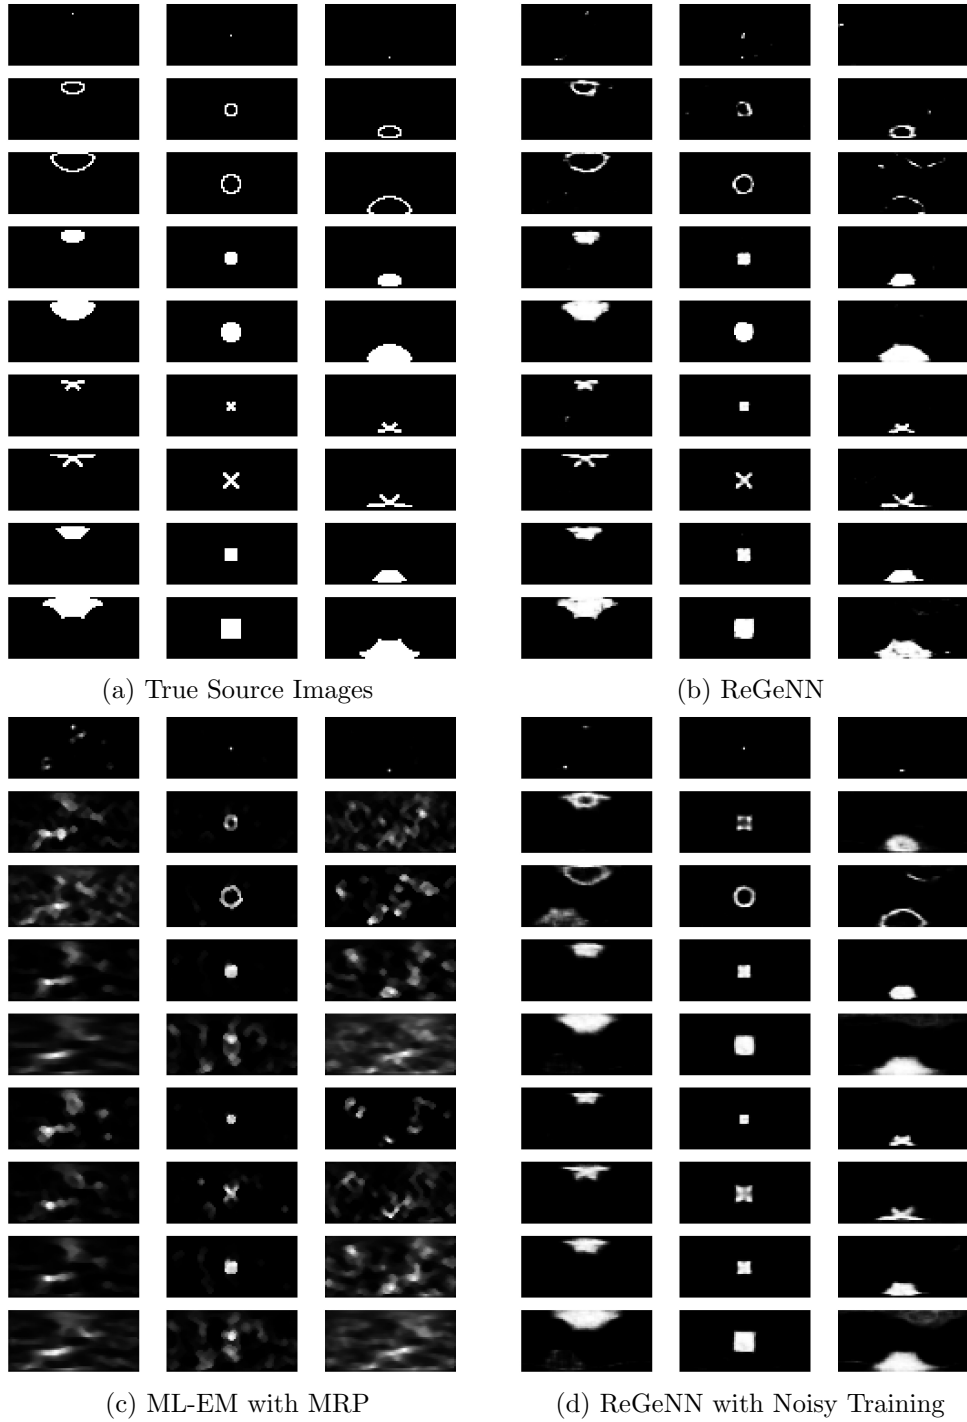 (a) True Source Images
(b) ReGeNN
(c) ML-EM with MRP
(d) ReGeNN with Noisy Training